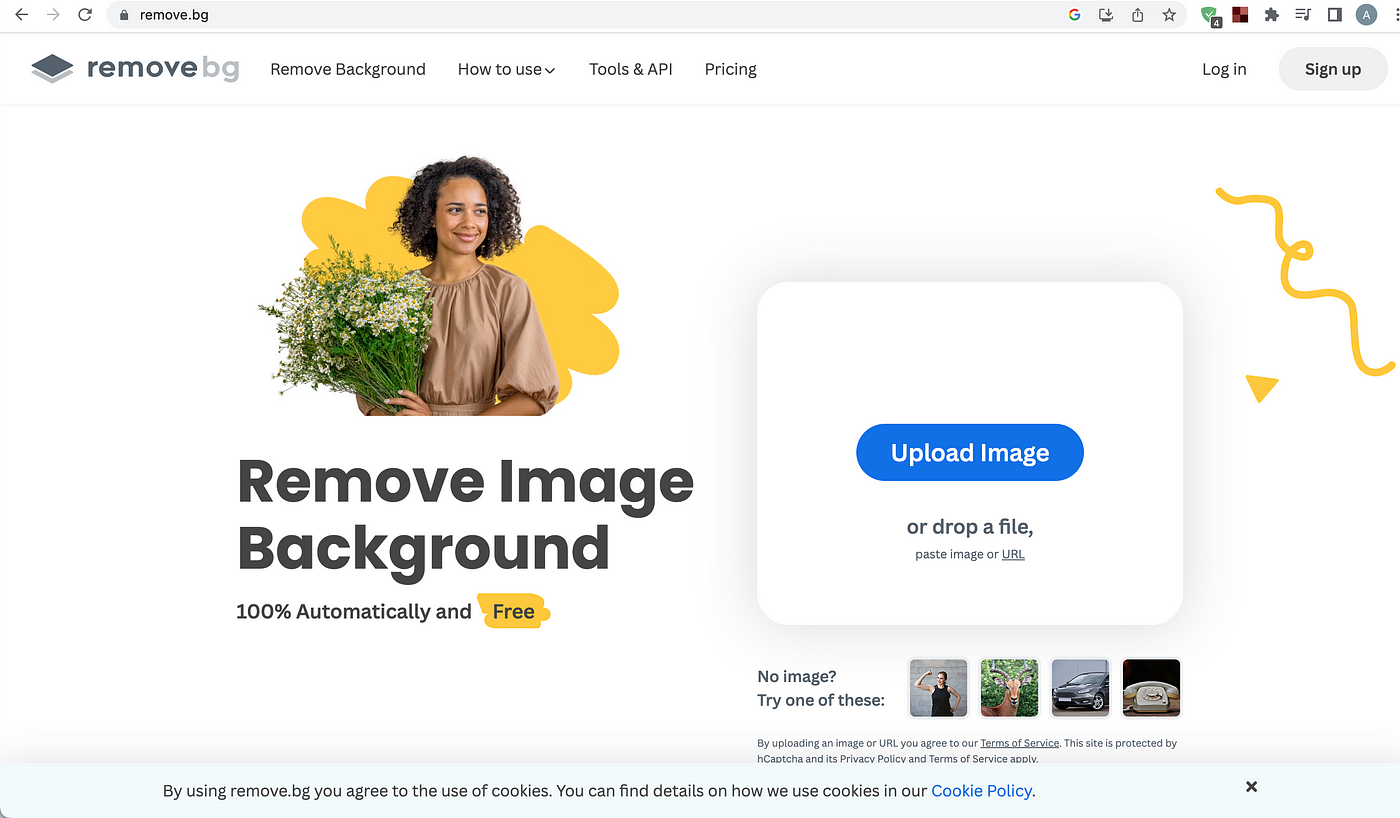 remove.bg
4
A
removebg
Remove Background
How to use
Tools & API
Pricing
Log in
Sign up
Remove Image
Background
100% Automatically and Free
Upload Image
or drop a file,
paste image or URL
No image?
Try one of these:
By uploading an image or URL you agree to our Terms of Service. This site is protected by
hCaptcha and its Privacy Policy and Terms of Service apply.
By using remove.bg you agree to the use of cookies. You can find details on how we use cookies in our Cookie Policy.